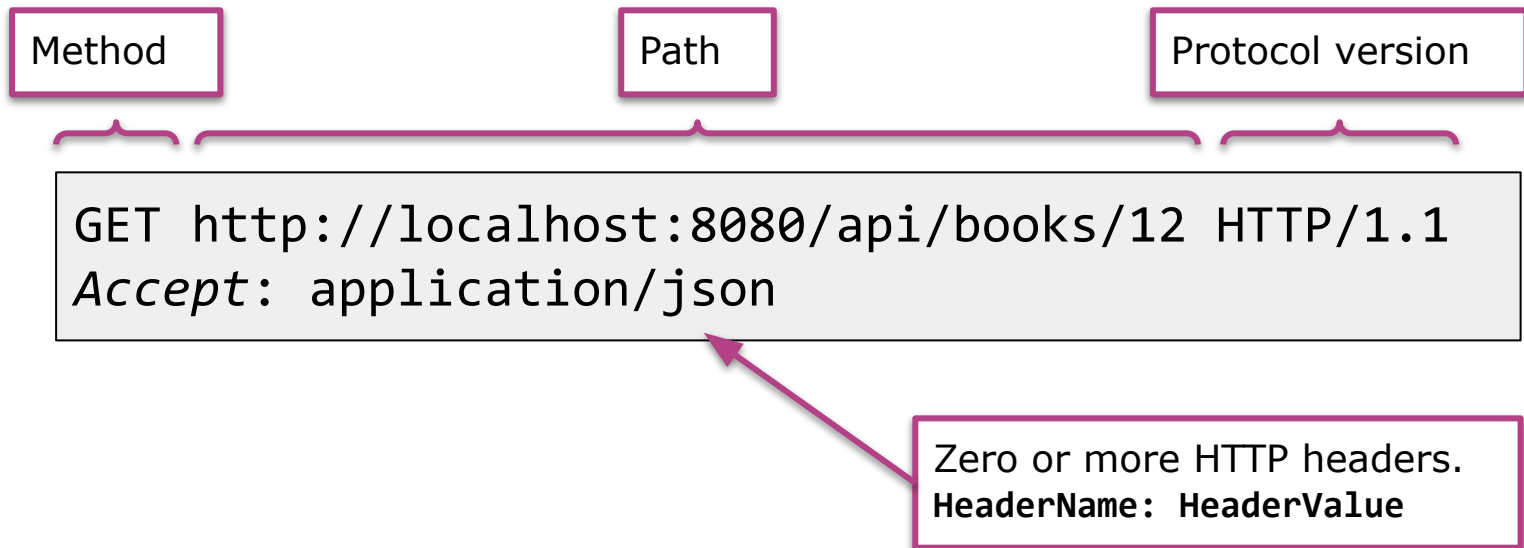 Method
Path
Protocol version
GET http://localhost:8080/api/books/12 HTTP/1.1
Accept: application/json
Zero or more HTTP headers.
HeaderName: HeaderValue